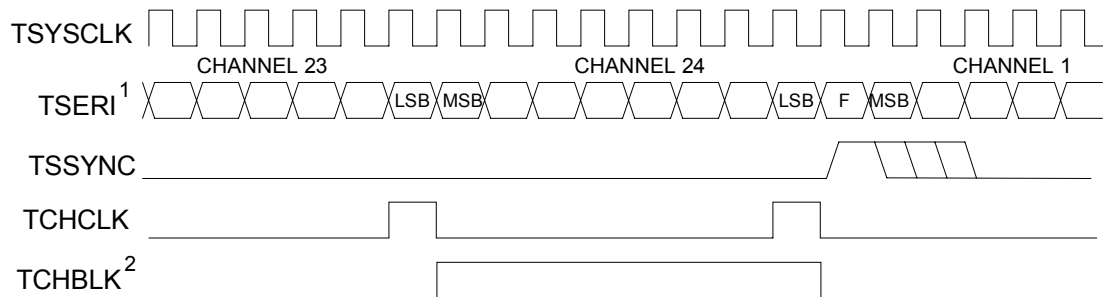 TSYSCLK
CHANNEL 23 CHANNEL 24 CHANNEL 1
TSERI1 LSB MSB LSB F MSB
TSSYNC
TCHCLK
TCHBLK2